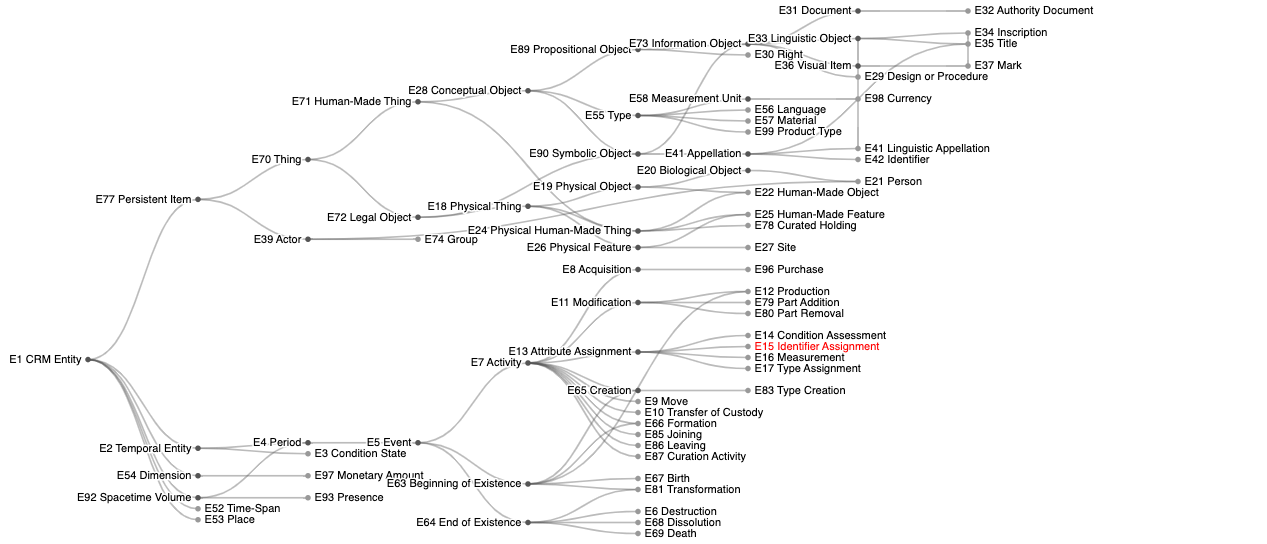 E31 Document
E32 Authority Document
E33 Linguistic Object
E34 Inscription
E89 Propositional Object
E73 Information Object
E35 Title
E30 Right
E36 Visual Item
E37 Mark
E29 Design or Procedure
E28 Conceptual Object
E71 Human-Made Thing
E58 Measurement Unit
E98 Currency
E56 Language
E55 Type
E57 Material
E99 Product Type
E41 Linguistic Appellation
E90 Symbolic Object
E41 Appellation
E42 Identifier
E70 Thing
E20 Biological Object
E21 Person
E19 Physical Object
E22 Human-Made Object
E77 Persistent Item
E18 Physical Thing
E72 Legal Object
E25 Human-Made Feature
E78 Curated Holding
E24 Physical Human-Made Thing
E39 Actor
E74 Group
E26 Physical Feature
E27 Site
E8 Acquisition
E96 Purchase
E12 Production
E11 Modification
E79 Part Addition
E80 Part Removal
E14 Condition Assessment
E15 Identifier Assignment
E13 Attribute Assignment
E16 Measurement
E1 CRM Entity
E7 Activity
E17 Type Assignment
E65 Creation
E83 Type Creation
E9 Move
E10 Transfer of Custody
E66 Formation
E85 Joining
E4 Period
E5 Event
E86 Leaving
E2 Temporal Entity
E3 Condition State
E87 Curation Activity
E54 Dimension
E97 Monetary Amount
E67 Birth
E63 Beginning of Existence
E81 Transformation
E92 Spacetime Volume
E93 Presence
E52 Time-Span
E6 Destruction
E53 Place
E64 End of Existence
E68 Dissolution
E69 Death